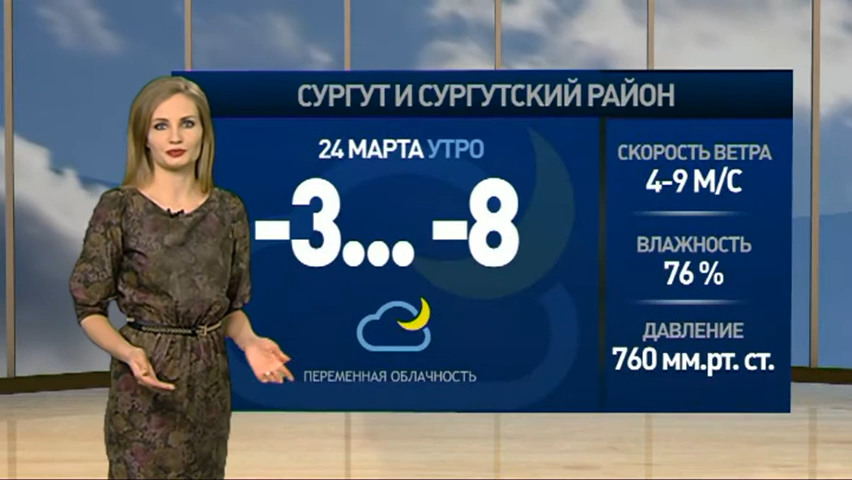 СУРГУТ И СУРГУТСКИЙ РАЙОН
24 МАРТА УТРО
-3... -8
ПЕРЕМЕННАЯ ОБЛАЧНОСТЬ
СКОРОСТЬ ВЕТРА
4-9 М/С
ВЛАЖНОСТЬ
76 %
ДАВЛЕНИЕ
760 мм.рт. ст.